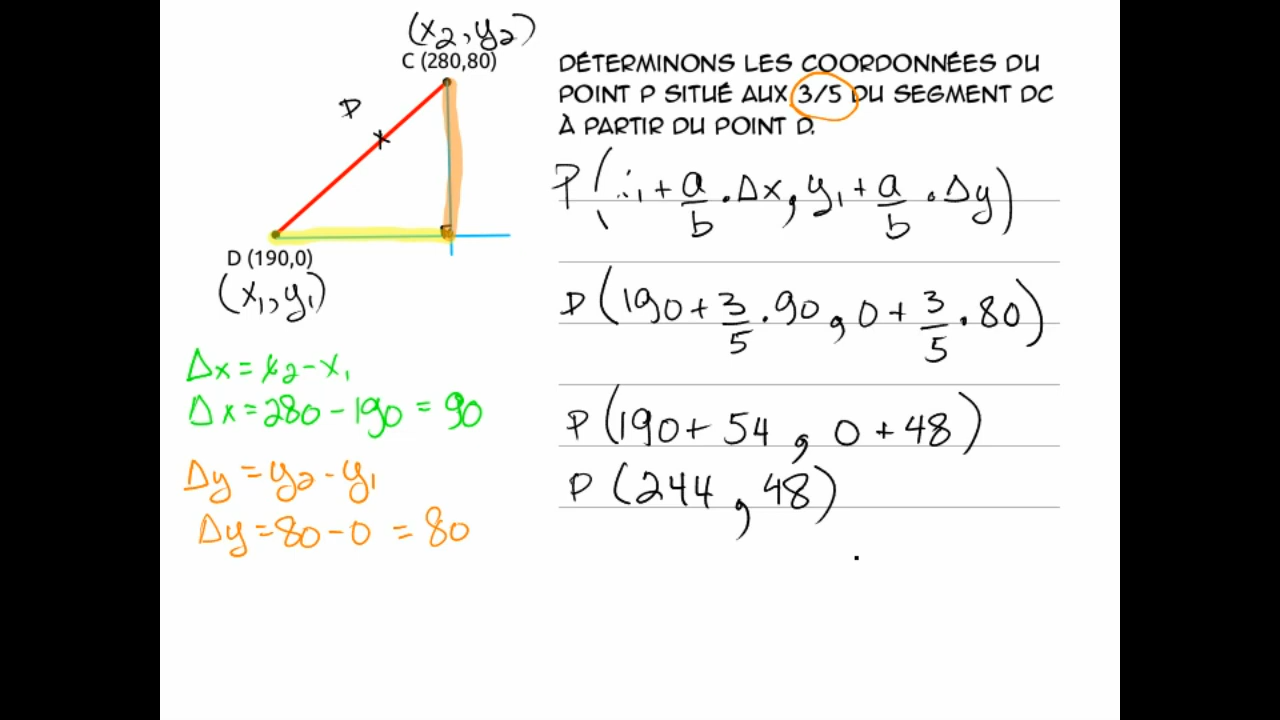 (x2, y2)
C (280,80)
P
D (190,0)
(x1, y1)
Δx = x2 - x1
Δx = 280 - 190 = 90
Δy = y2 - y1
Δy = 80 - 0 = 80
DÉTERMINONS LES COORDONNÉES DU
POINT P SITUÉ AUX 3/5 DU SEGMENT DC
À PARTIR DU POINT D.
P(x1 + a/b · Δx, y1 + a/b · Δy)
P(190 + 3/5 · 90, 0 + 3/5 · 80)
P(190 + 54, 0 + 48)
P(244, 48)